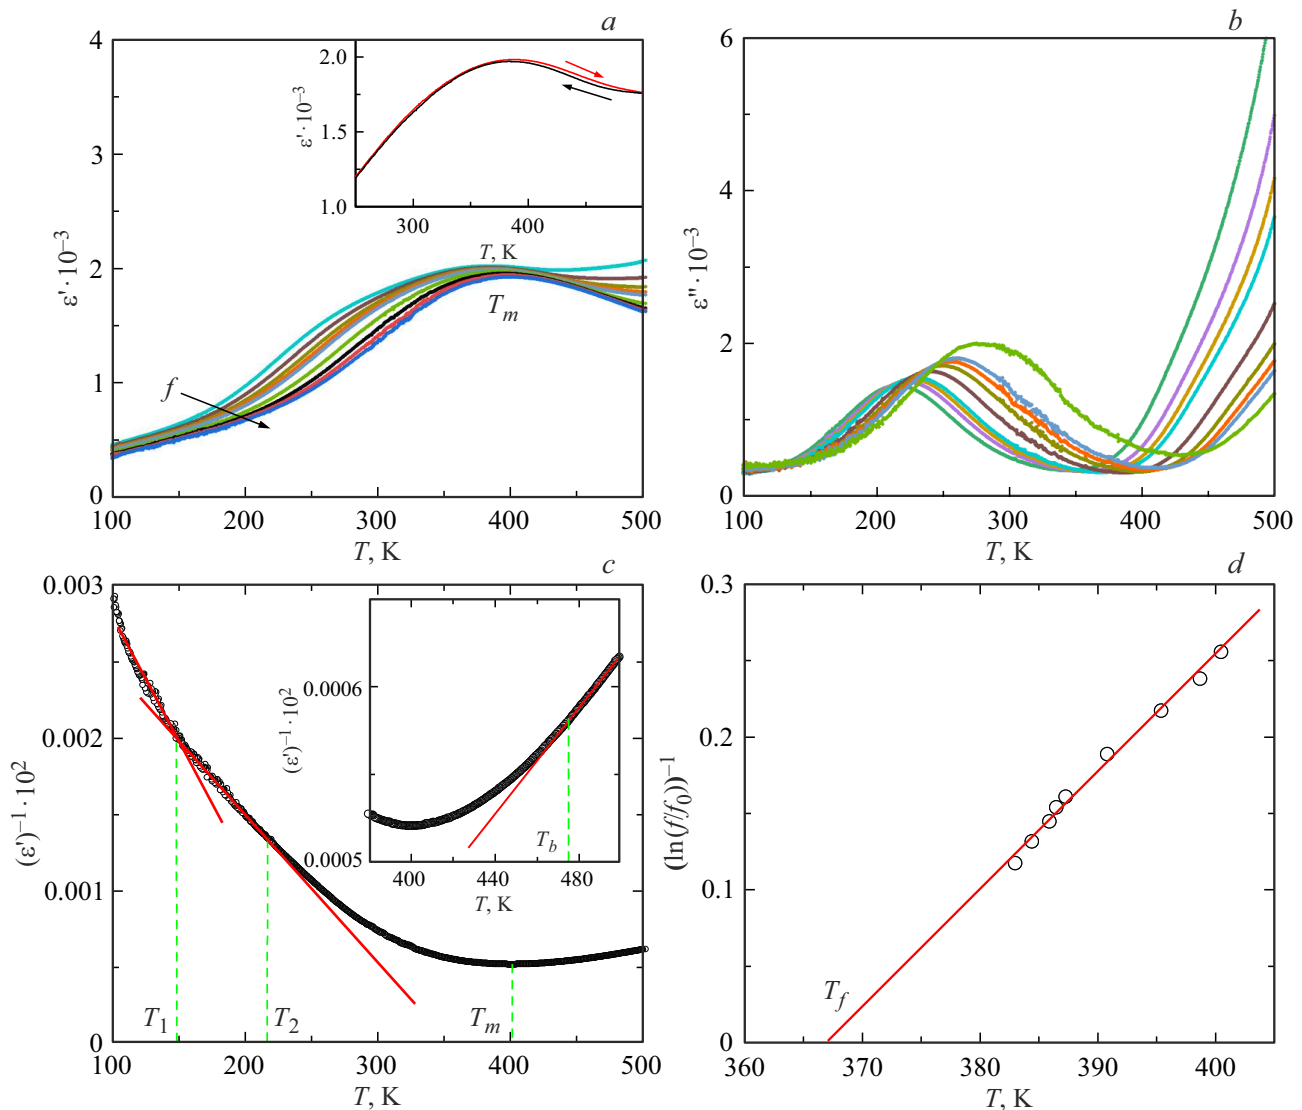 a
4
3
2
1
0
ε'·10⁻³
2.0
1.5
1.0
ε'·10⁻³
300
400
T, K
T_m
f
100
200
300
400
500
T, K
b
6
4
2
0
ε''·10⁻³
100
200
300
400
500
T, K
c
0.003
0.002
0.001
0
(ε')⁻¹·10²
0.0006
0.0005
(ε')⁻¹·10²
T_b
400
440
480
T, K
T₁
T₂
T_m
100
200
300
400
500
T, K
d
0.3
0.2
0.1
0
(ln(f/f₀))⁻¹
T_f
360
370
380
390
400
T, K